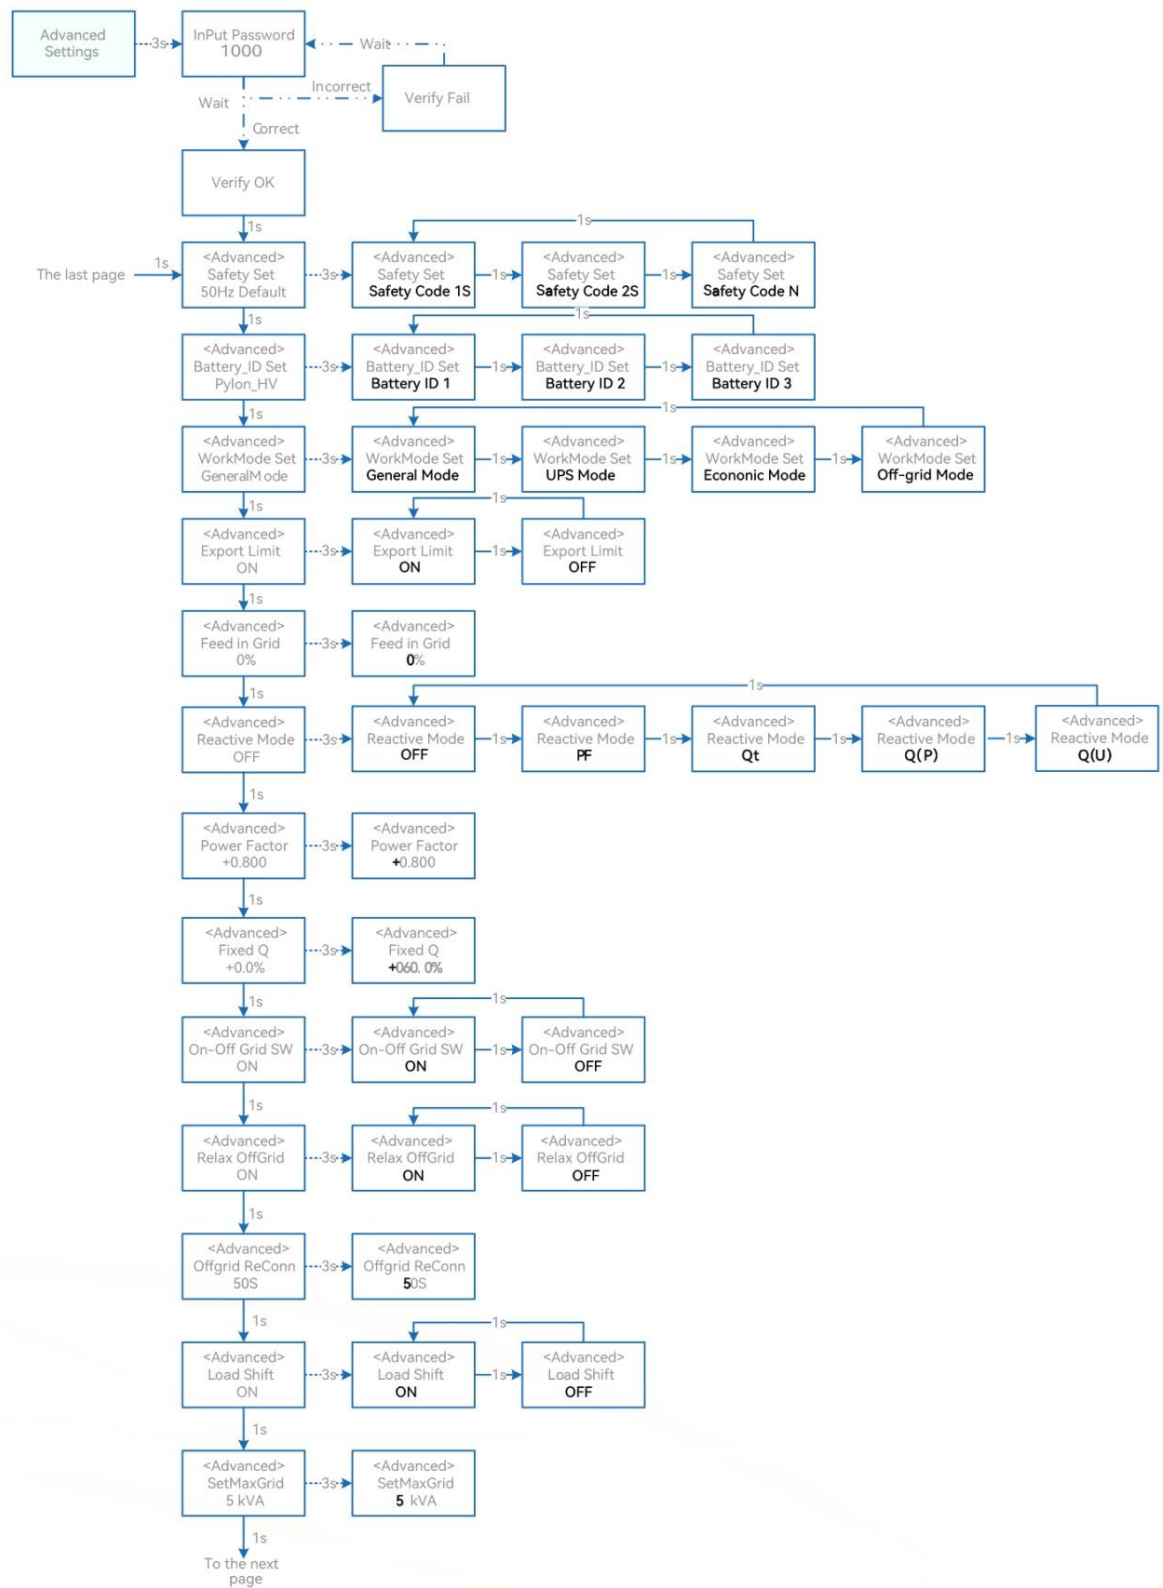 Advanced
Settings
3s
InPut Password
1000
Wait
Incorrect
Verify Fail
Wait
Correct
Verify OK
1s
1s
The last page
1s
<Advanced>
Safety Set
50Hz Default
3s
<Advanced>
Safety Set
Safety Code 1S
1s
<Advanced>
Safety Set
Safety Code 2S
1s
<Advanced>
Safety Set
Safety Code N
1s
1s
<Advanced>
Battery_ID Set
Pylon_HV
3s
<Advanced>
Battery_ID Set
Battery ID 1
1s
<Advanced>
Battery_ID Set
Battery ID 2
1s
<Advanced>
Battery_ID Set
Battery ID 3
1s
1s
<Advanced>
WorkMode Set
GeneralMode
3s
<Advanced>
WorkMode Set
General Mode
1s
<Advanced>
WorkMode Set
UPS Mode
1s
<Advanced>
WorkMode Set
Econonic Mode
1s
<Advanced>
WorkMode Set
Off-grid Mode
1s
1s
<Advanced>
Export Limit
ON
3s
<Advanced>
Export Limit
ON
1s
<Advanced>
Export Limit
OFF
1s
<Advanced>
Feed in Grid
0%
3s
<Advanced>
Feed in Grid
0%
1s
1s
<Advanced>
Reactive Mode
OFF
3s
<Advanced>
Reactive Mode
OFF
1s
<Advanced>
Reactive Mode
PF
1s
<Advanced>
Reactive Mode
Qt
1s
<Advanced>
Reactive Mode
Q(P)
1s
<Advanced>
Reactive Mode
Q(U)
1s
<Advanced>
Power Factor
+0.800
3s
<Advanced>
Power Factor
+0.800
1s
<Advanced>
Fixed Q
+0.0%
3s
<Advanced>
Fixed Q
+060.0%
1s
1s
<Advanced>
On-Off Grid SW
ON
3s
<Advanced>
On-Off Grid SW
ON
1s
<Advanced>
On-Off Grid SW
OFF
1s
1s
<Advanced>
Relax OffGrid
ON
3s
<Advanced>
Relax OffGrid
ON
1s
<Advanced>
Relax OffGrid
OFF
1s
<Advanced>
Offgrid ReConn
50S
3s
<Advanced>
Offgrid ReConn
50S
1s
1s
<Advanced>
Load Shift
ON
3s
<Advanced>
Load Shift
ON
1s
<Advanced>
Load Shift
OFF
1s
<Advanced>
SetMaxGrid
5 kVA
3s
<Advanced>
SetMaxGrid
5 kVA
1s
To the next
page